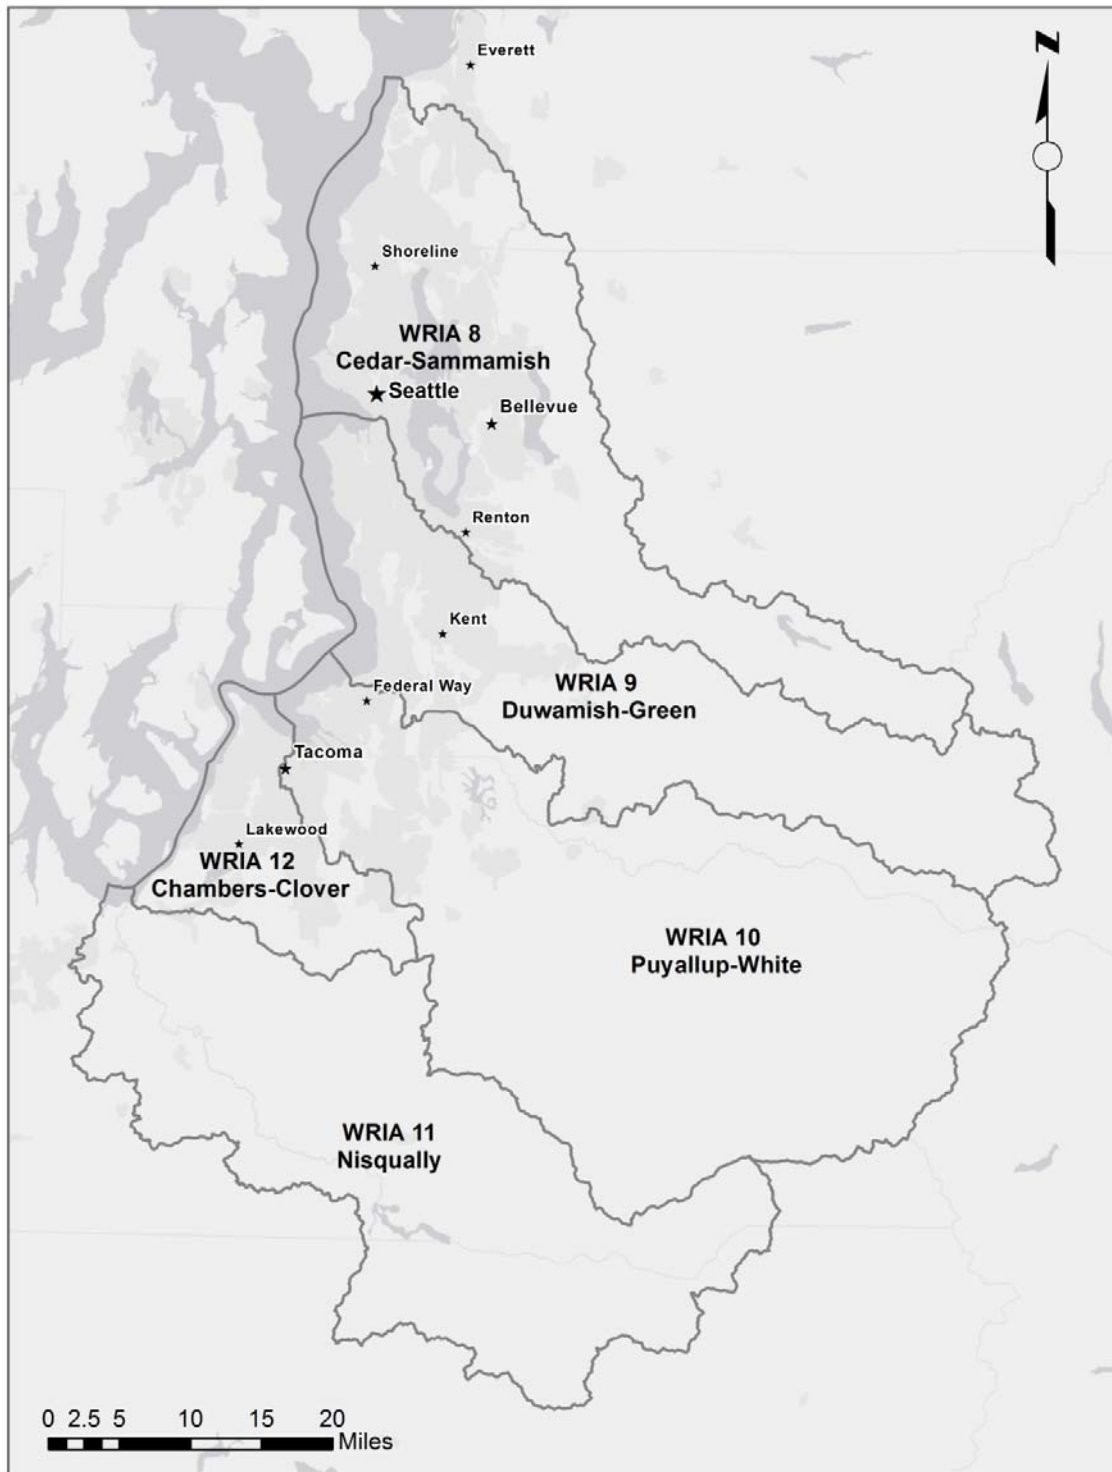 Everett
N
Shoreline
WRIA 8
Cedar-Sammamish
Seattle
Bellevue
Renton
Kent
WRIA 9
Duwamish-Green
Federal Way
Tacoma
Lakewood
WRIA 12
Chambers-Clover
WRIA 10
Puyallup-White
WRIA 11
Nisqually
0 2.5 5 10 15 20
Miles